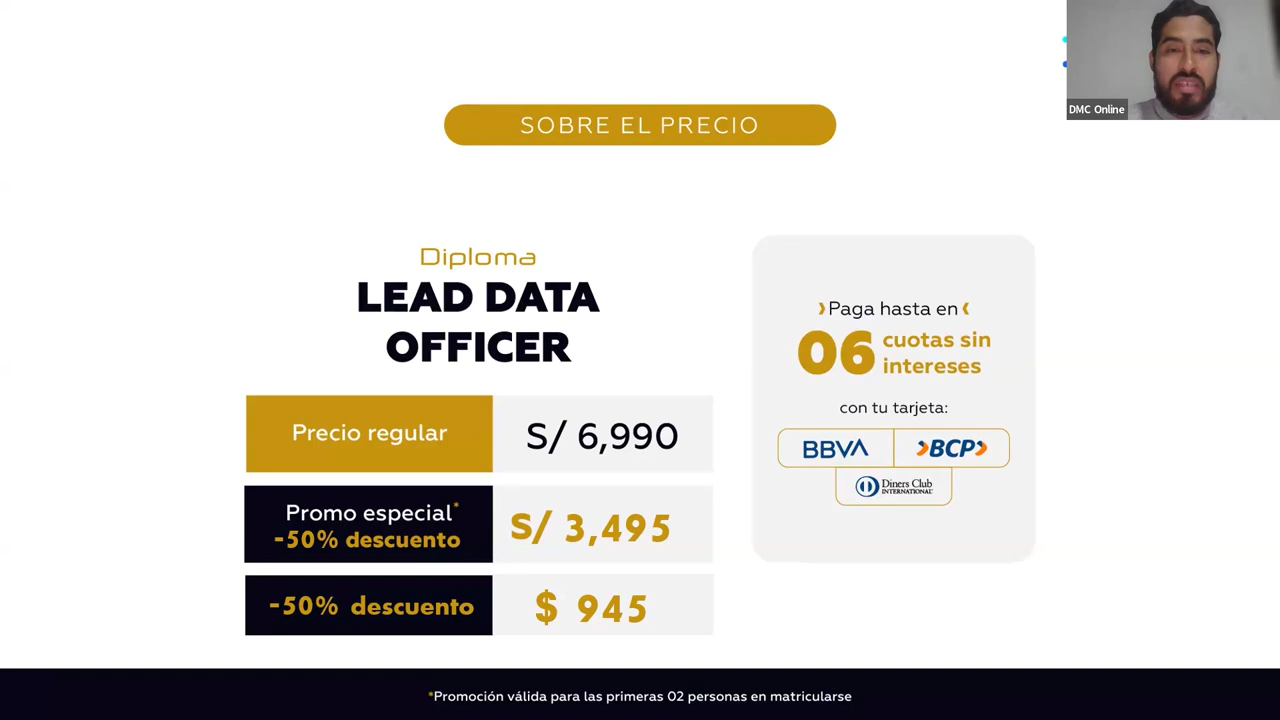 DMC Online
SOBRE EL PRECIO
Diploma
LEAD DATA
OFFICER
Precio regular
S/ 6,990
Promo especial*
-50% descuento
S/ 3,495
-50% descuento
$ 945
Paga hasta en
06 cuotas sin
intereses
con tu tarjeta:
BBVA
BCP
Diners Club
INTERNATIONAL
*Promoción válida para las primeras 02 personas en matricularse